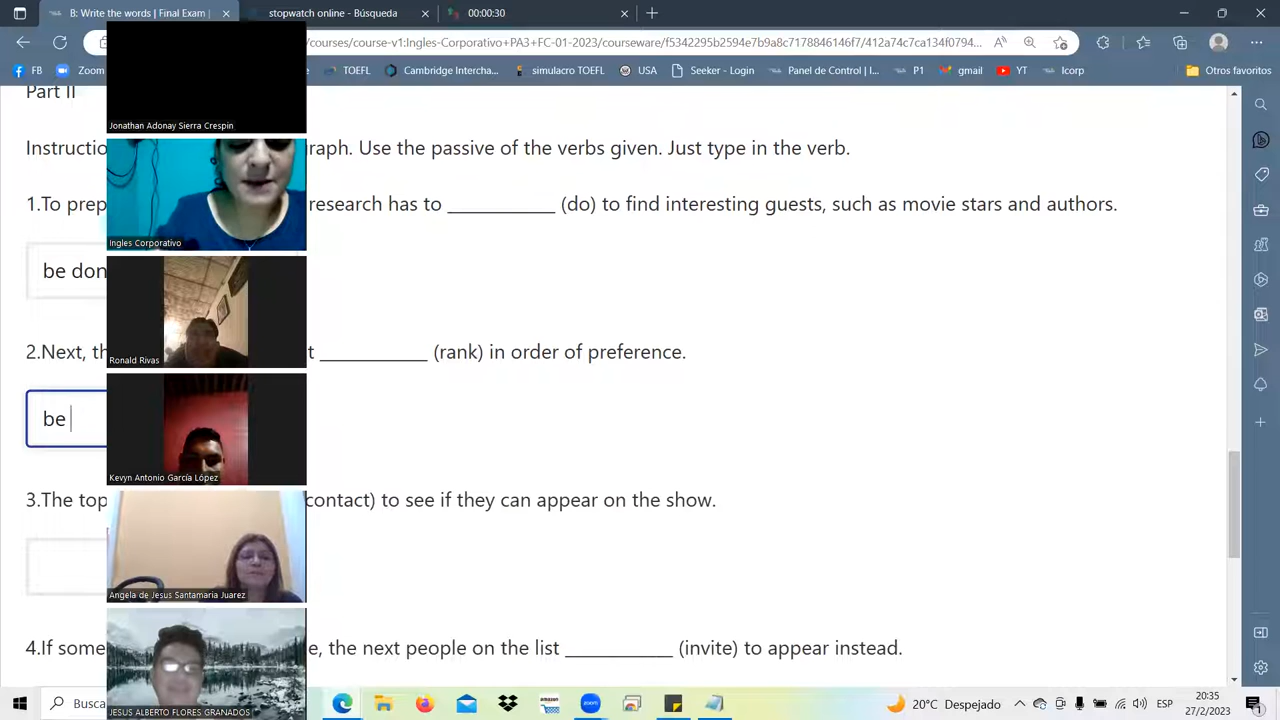 B: Write the words | Final Exam |
stopwatch online - Búsqueda
00:00:30
/courses/course-v1:Ingles-Corporativo+PA3+FC-01-2023/courseware/f5342295b2594e7b9a8c7178846146f7/412a74c7ca134f0794...
FB
Zoom
TOEFL
Cambridge Intercha...
simulacro TOEFL
USA
Seeker - Login
Panel de Control | I...
P1
gmail
YT
Icorp
Otros favoritos
Part II
Instructio
raph. Use the passive of the verbs given. Just type in the verb.
1.To prep
research has to ___________ (do) to find interesting guests, such as movie stars and authors.
be don
2.Next, th
t ___________ (rank) in order of preference.
be
3.The top
contact) to see if they can appear on the show.
4.If some
e, the next people on the list ___________ (invite) to appear instead.
Jonathan Adonay Sierra Crespin
Ingles Corporativo
Ronald Rivas
Kevyn Antonio García López
Angela de Jesus Santamaria Juarez
JESUS ALBERTO FLORES GRANADOS
Busca
amazon
zoom
20°C Despejado
ESP
20:35
27/2/2023
1